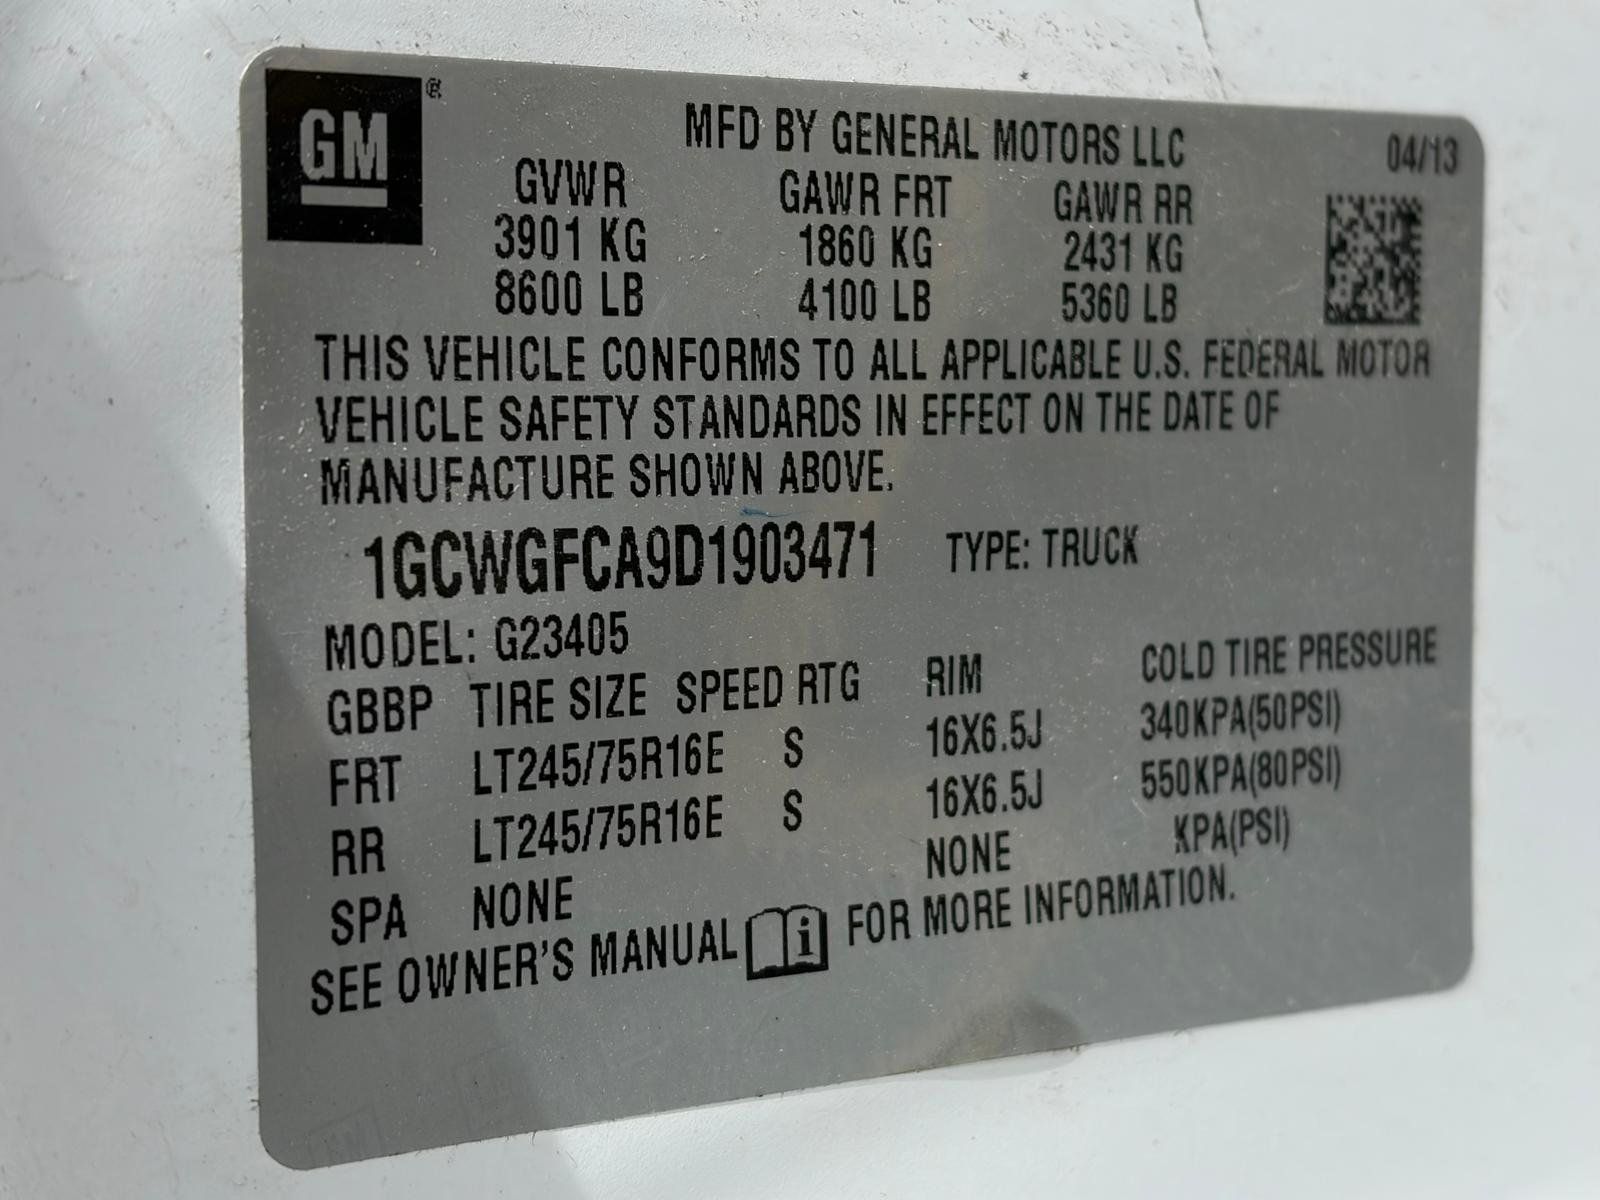 GM ®
MFD BY GENERAL MOTORS LLC 04/13
GVWR GAWR FRT GAWR RR
3901 KG 1860 KG 2431 KG
8600 LB 4100 LB 5360 LB
THIS VEHICLE CONFORMS TO ALL APPLICABLE U.S. FEDERAL MOTOR
VEHICLE SAFETY STANDARDS IN EFFECT ON THE DATE OF
MANUFACTURE SHOWN ABOVE.
1GCWGFCA9D1903471 TYPE: TRUCK
MODEL: G23405
GBBP TIRE SIZE SPEED RTG RIM COLD TIRE PRESSURE
FRT LT245/75R16E S 16X6.5J 340KPA(50PSI)
RR LT245/75R16E S 16X6.5J 550KPA(80PSI)
SPA NONE NONE KPA(PSI)
SEE OWNER'S MANUAL i FOR MORE INFORMATION.